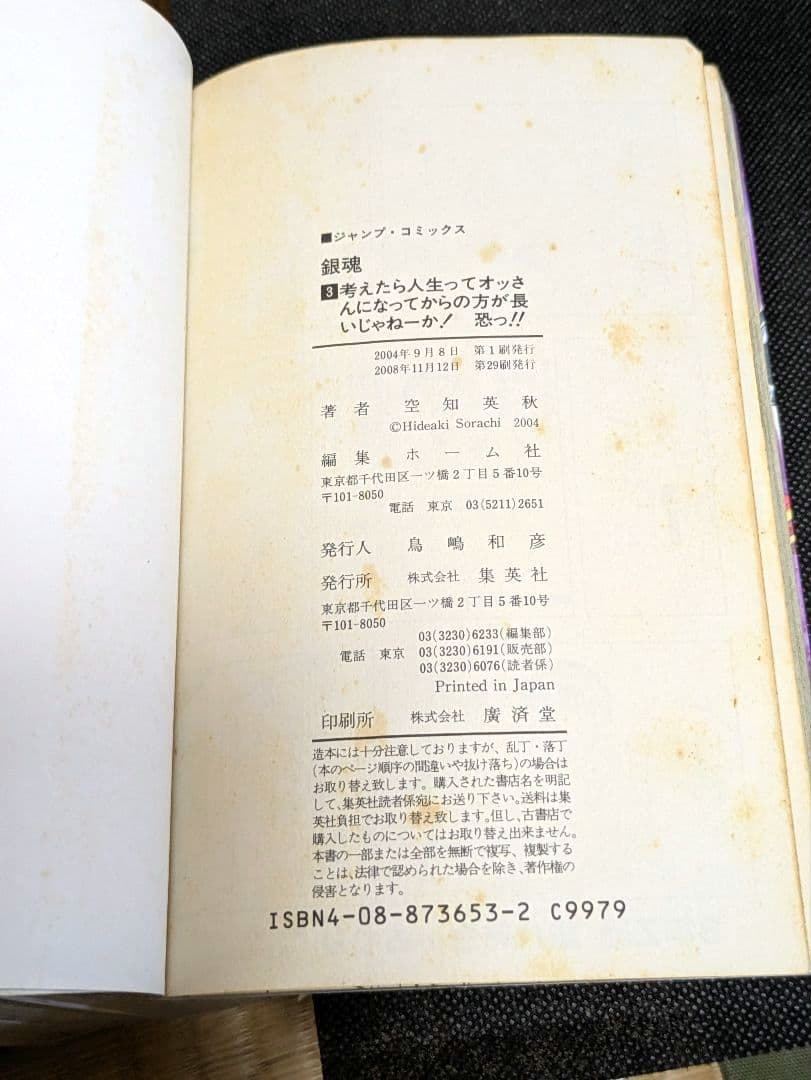 ■ジャンプ・コミックス
銀魂
3 考えたら人生ってオッさ
んになってからの方が長
いじゃねーか! 恐っ!!
2004年9月8日 第1刷発行
2008年11月12日 第29刷発行
著者 空知英秋
©Hideaki Sorachi 2004
編集 ホーム社
東京都千代田区一ツ橋2丁目5番10号
〒101-8050
電話 東京 03(5211)2651
発行人 鳥嶋和彦
発行所 株式会社 集英社
東京都千代田区一ツ橋2丁目5番10号
〒101-8050
03(3230)6233(編集部)
電話 東京 03(3230)6191(販売部)
03(3230)6076(読者係)
Printed in Japan
印刷所 株式会社 廣済堂
造本には十分注意しておりますが、乱丁・落丁
(本のページ順序の間違いや抜け落ち)の場合は
お取り替え致します。購入された書店名を明記
して、集英社読者係宛にお送り下さい。送料は集
英社負担でお取り替え致します。但し、古書店で
購入したものについてはお取り替え出来ません。
本書の一部または全部を無断で複写、複製する
ことは、法律で認められた場合を除き、著作権の
侵害となります。
ISBN4-08-873653-2 C9979